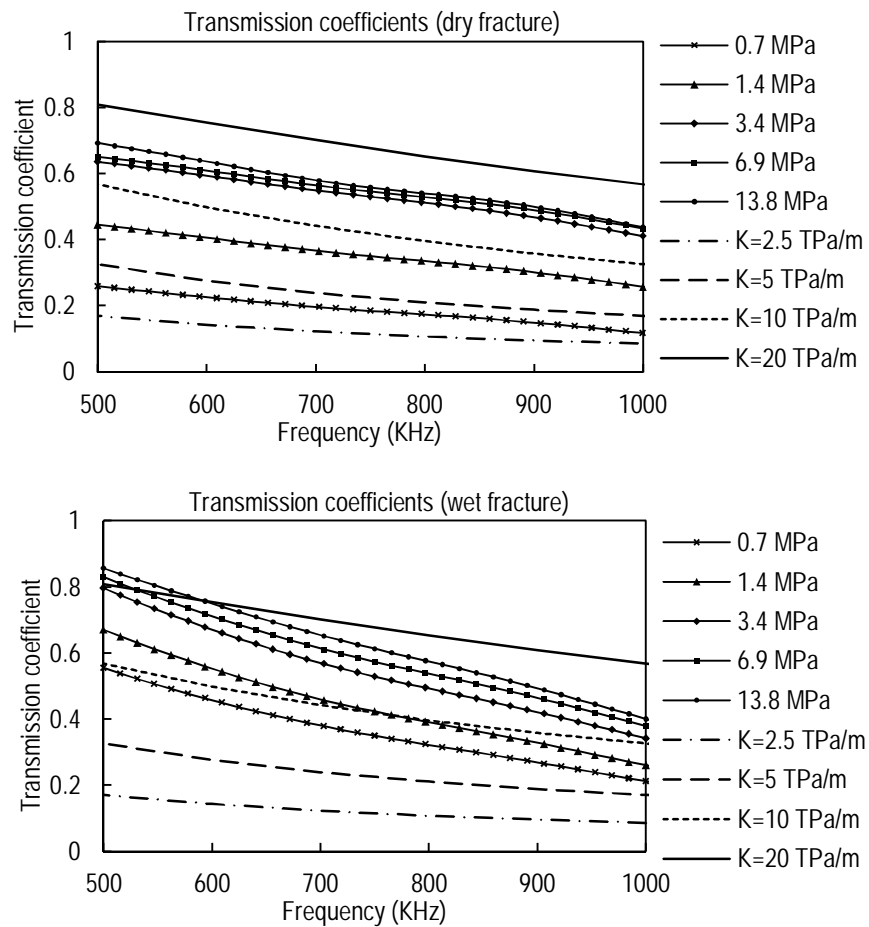 Transmission coefficients (dry fracture)
Transmission coefficient
1
0.8
0.6
0.4
0.2
0
500
600
700
800
900
1000
Frequency (KHz)
0.7 MPa
1.4 MPa
3.4 MPa
6.9 MPa
13.8 MPa
K=2.5 TPa/m
K=5 TPa/m
K=10 TPa/m
K=20 TPa/m
Transmission coefficients (wet fracture)
Transmission coefficient
1
0.8
0.6
0.4
0.2
0
500
600
700
800
900
1000
Frequency (KHz)
0.7 MPa
1.4 MPa
3.4 MPa
6.9 MPa
13.8 MPa
K=2.5 TPa/m
K=5 TPa/m
K=10 TPa/m
K=20 TPa/m